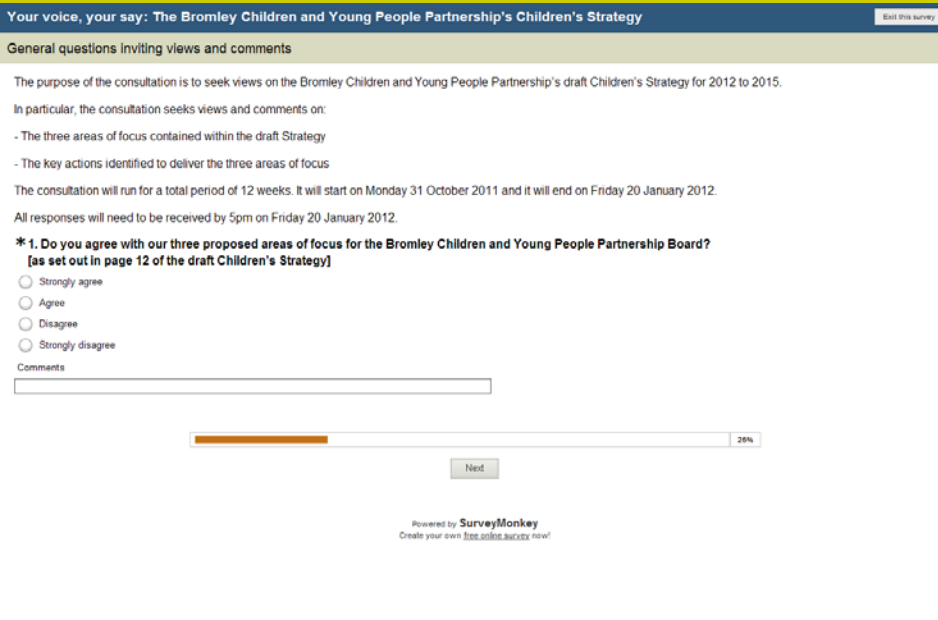 Your voice, your say: The Bromley Children and Young People Partnership's Children's Strategy
Exit this survey
General questions inviting views and comments
The purpose of the consultation is to seek views on the Bromley Children and Young People Partnership's draft Children's Strategy for 2012 to 2015.
In particular, the consultation seeks views and comments on:
- The three areas of focus contained within the draft Strategy
- The key actions identified to deliver the three areas of focus
The consultation will run for a total period of 12 weeks. It will start on Monday 31 October 2011 and it will end on Friday 20 January 2012.
All responses will need to be received by 5pm on Friday 20 January 2012.
*1. Do you agree with our three proposed areas of focus for the Bromley Children and Young People Partnership Board?
[as set out in page 12 of the draft Children's Strategy]
Strongly agree
Agree
Disagree
Strongly disagree
Comments
26%
Next
Powered by SurveyMonkey
Create your own free online survey now!